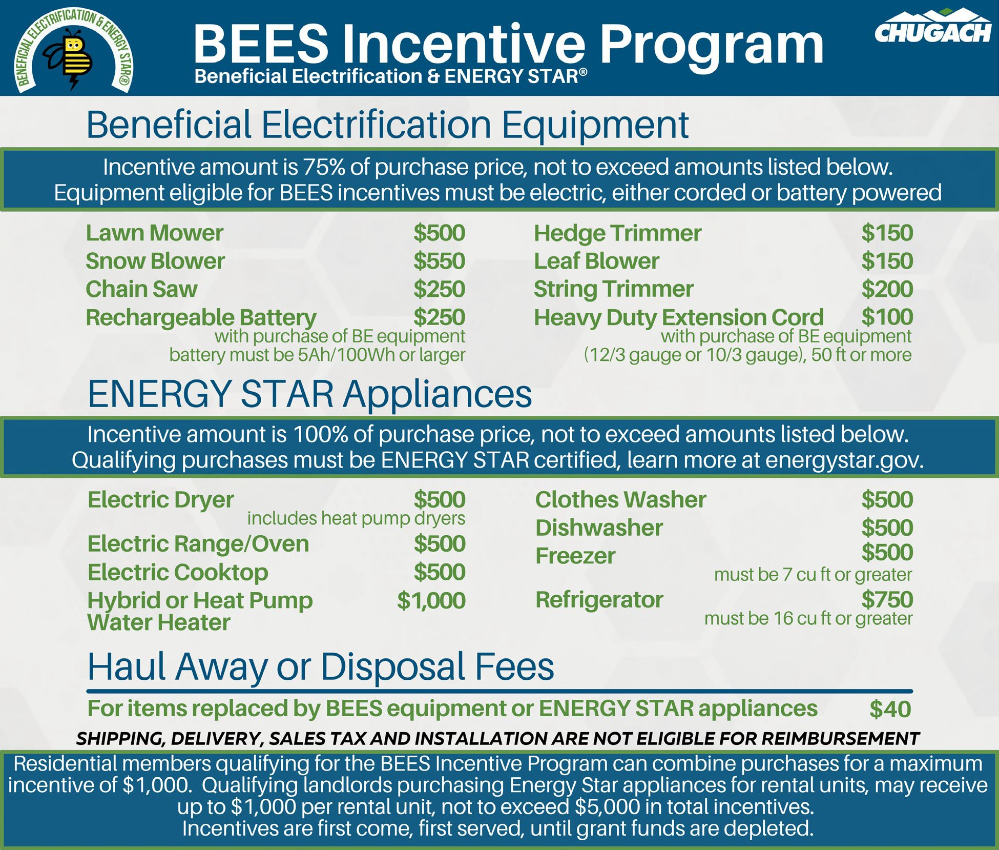 BENEFICIAL ELECTRIFICATION & ENERGY STAR®
BEES Incentive Program
Beneficial Electrification & ENERGY STAR®
CHUGACH
Beneficial Electrification Equipment
Incentive amount is 75% of purchase price, not to exceed amounts listed below.
Equipment eligible for BEES incentives must be electric, either corded or battery powered
Lawn Mower $500
Snow Blower $550
Chain Saw $250
Rechargeable Battery $250
with purchase of BE equipment
battery must be 5Ah/100Wh or larger
Hedge Trimmer $150
Leaf Blower $150
String Trimmer $200
Heavy Duty Extension Cord $100
with purchase of BE equipment
(12/3 gauge or 10/3 gauge), 50 ft or more
ENERGY STAR Appliances
Incentive amount is 100% of purchase price, not to exceed amounts listed below.
Qualifying purchases must be ENERGY STAR certified, learn more at energystar.gov.
Electric Dryer $500
includes heat pump dryers
Electric Range/Oven $500
Electric Cooktop $500
Hybrid or Heat Pump $1,000
Water Heater
Clothes Washer $500
Dishwasher $500
Freezer $500
must be 7 cu ft or greater
Refrigerator $750
must be 16 cu ft or greater
Haul Away or Disposal Fees
For items replaced by BEES equipment or ENERGY STAR appliances $40
SHIPPING, DELIVERY, SALES TAX AND INSTALLATION ARE NOT ELIGIBLE FOR REIMBURSEMENT
Residential members qualifying for the BEES Incentive Program can combine purchases for a maximum
incentive of $1,000. Qualifying landlords purchasing Energy Star appliances for rental units, may receive
up to $1,000 per rental unit, not to exceed $5,000 in total incentives.
Incentives are first come, first served, until grant funds are depleted.